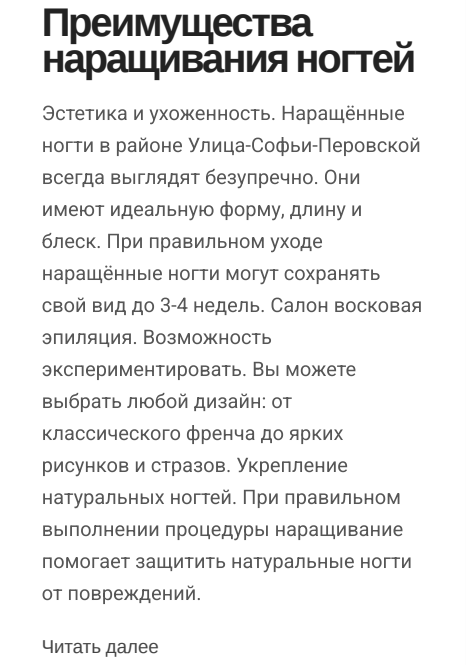 Преимущества
наращивания ногтей
Эстетика и ухоженность. Наращённые
ногти в районе Улица-Софьи-Перовской
всегда выглядят безупречно. Они
имеют идеальную форму, длину и
блеск. При правильном уходе
наращённые ногти могут сохранять
свой вид до 3-4 недель. Салон восковая
эпиляция. Возможность
экспериментировать. Вы можете
выбрать любой дизайн: от
классического френча до ярких
рисунков и стразов. Укрепление
натуральных ногтей. При правильном
выполнении процедуры наращивание
помогает защитить натуральные ногти
от повреждений.
Читать далее